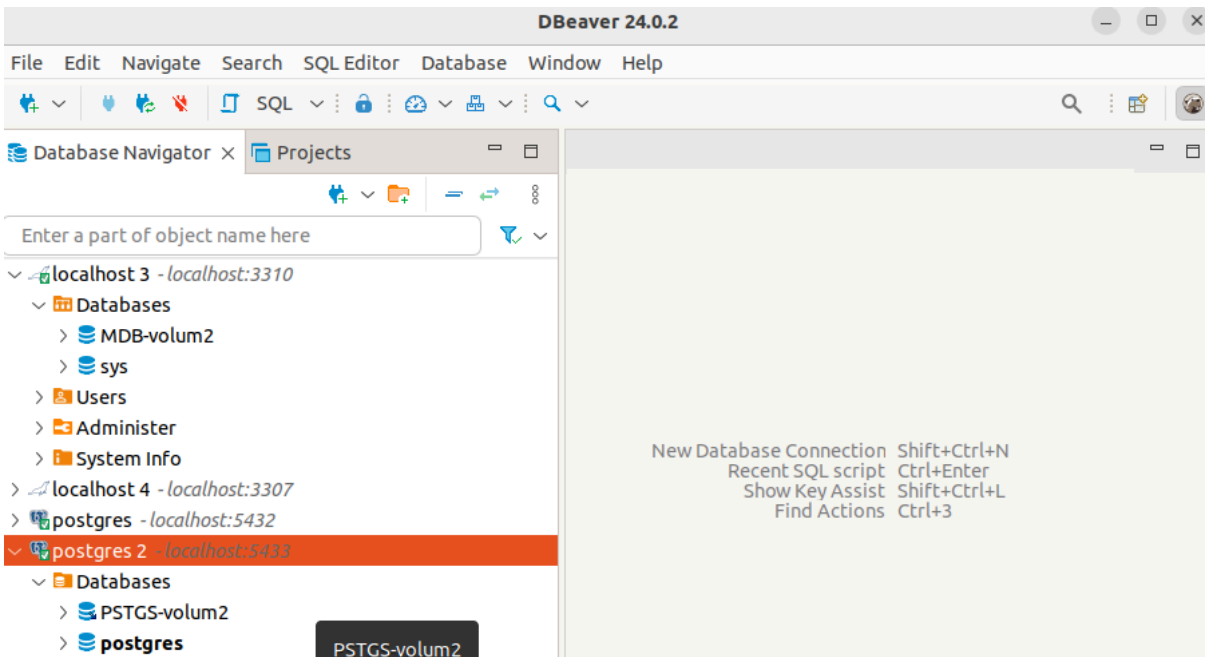 DBeaver 24.0.2
File Edit Navigate Search SQL Editor Database Window Help
SQL
Database Navigator Projects
Enter a part of object name here
localhost 3 - localhost:3310
Databases
MDB-volum2
sys
Users
Administer
System Info
localhost 4 - localhost:3307
postgres - localhost:5432
postgres 2 - localhost:5433
Databases
PSTGS-volum2
postgres
PSTGS-volum2
New Database Connection Shift+Ctrl+N
Recent SQL script Ctrl+Enter
Show Key Assist Shift+Ctrl+L
Find Actions Ctrl+3